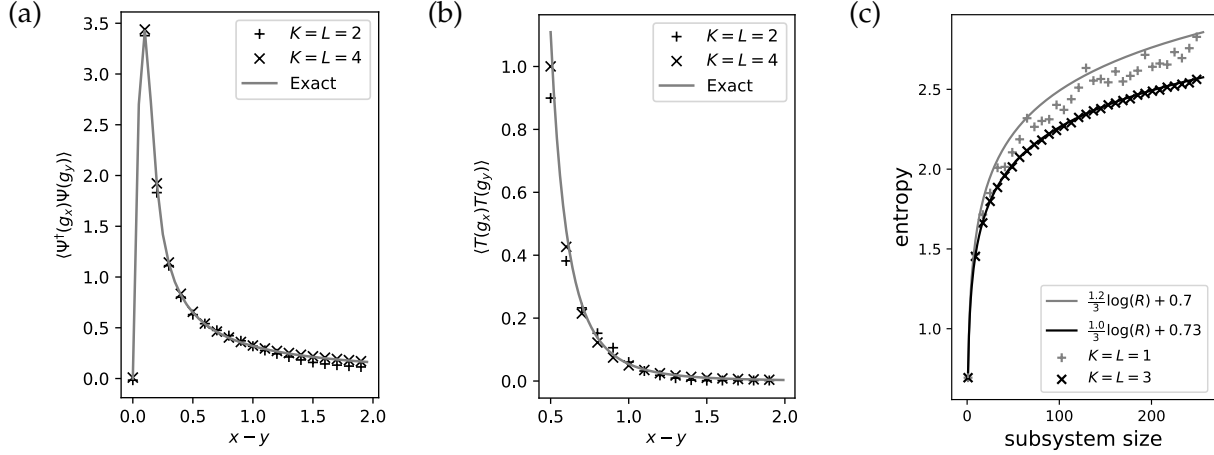 (a)
3.5
3.0
2.5
2.0
1.5
1.0
0.5
0.0
⟨Ψ†(g_x)Ψ(g_y)⟩
K = L = 2
K = L = 4
Exact
0.0 0.5 1.0 1.5 2.0
x − y
(b)
1.0
0.8
0.6
0.4
0.2
0.0
⟨T(g_x)T(g_y)⟩
K = L = 2
K = L = 4
Exact
0.5 1.0 1.5 2.0
x − y
(c)
2.5
2.0
1.5
1.0
entropy
1.2/3 log(R) + 0.7
1.0/3 log(R) + 0.73
K = L = 1
K = L = 3
0 100 200
subsystem size